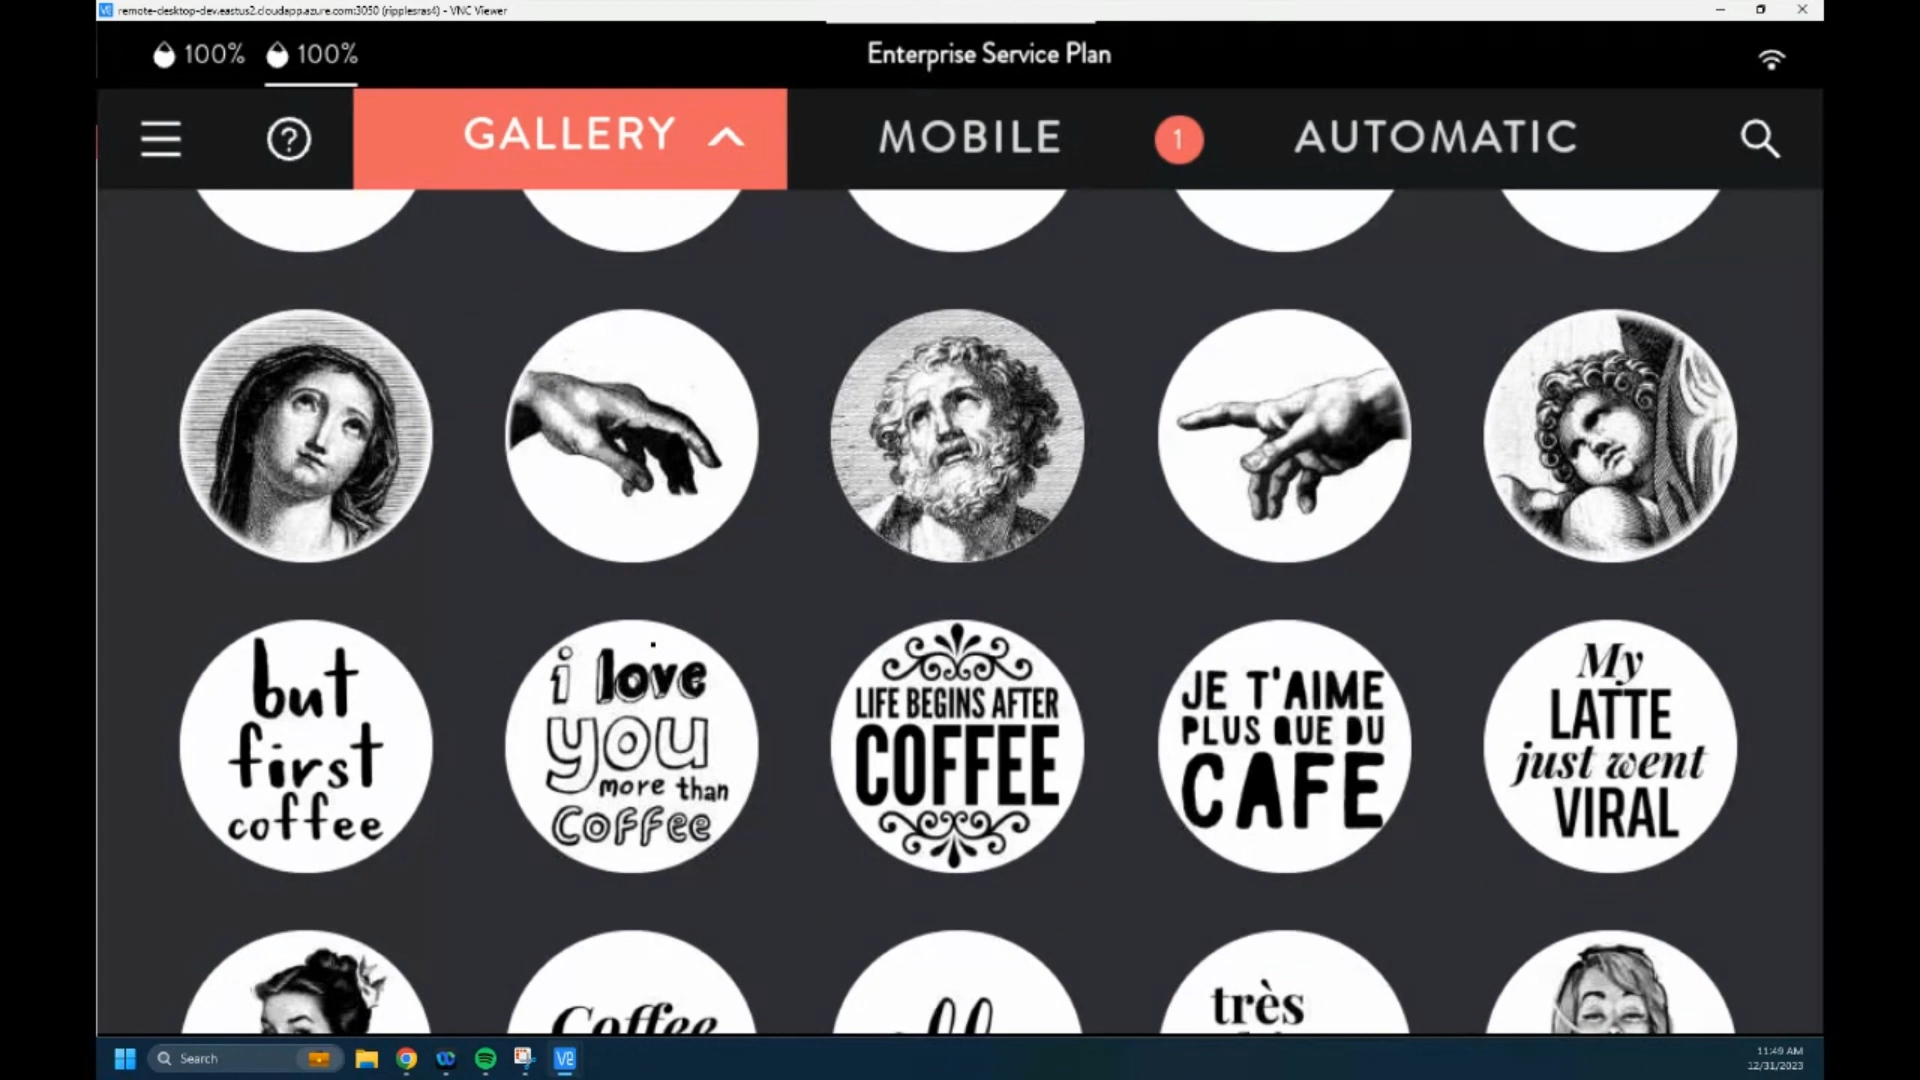 remote-desktop-dev.eastus2.cloudapp.azure.com:3050 (ripplesras4) - VNC Viewer
100% 100% Enterprise Service Plan
GALLERY MOBILE 1 AUTOMATIC
but
first
coffee
i love
you
more than
coffee
LIFE BEGINS AFTER
COFFEE
JE T'AIME
PLUS QUE DU
CAFE
My
LATTE
just went
VIRAL
Coffee
très
Search
11:49 AM
12/31/2023